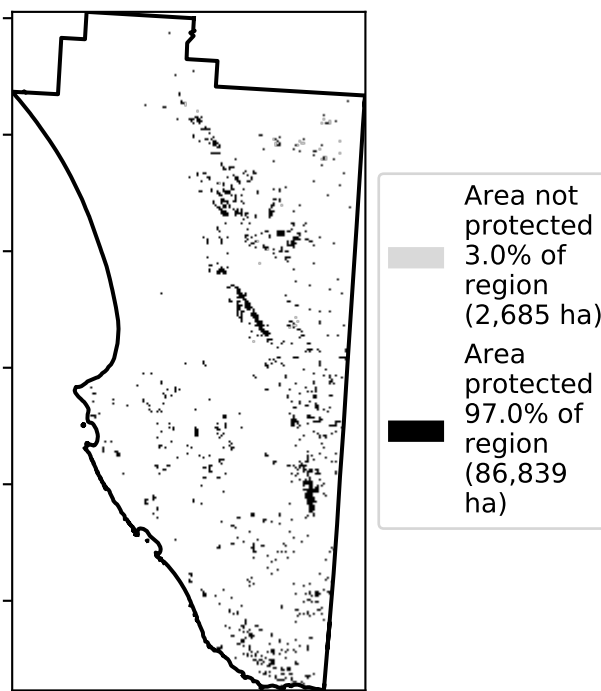 Area not
protected
3.0% of
region
(2,685 ha)
Area
protected
97.0% of
region
(86,839
ha)